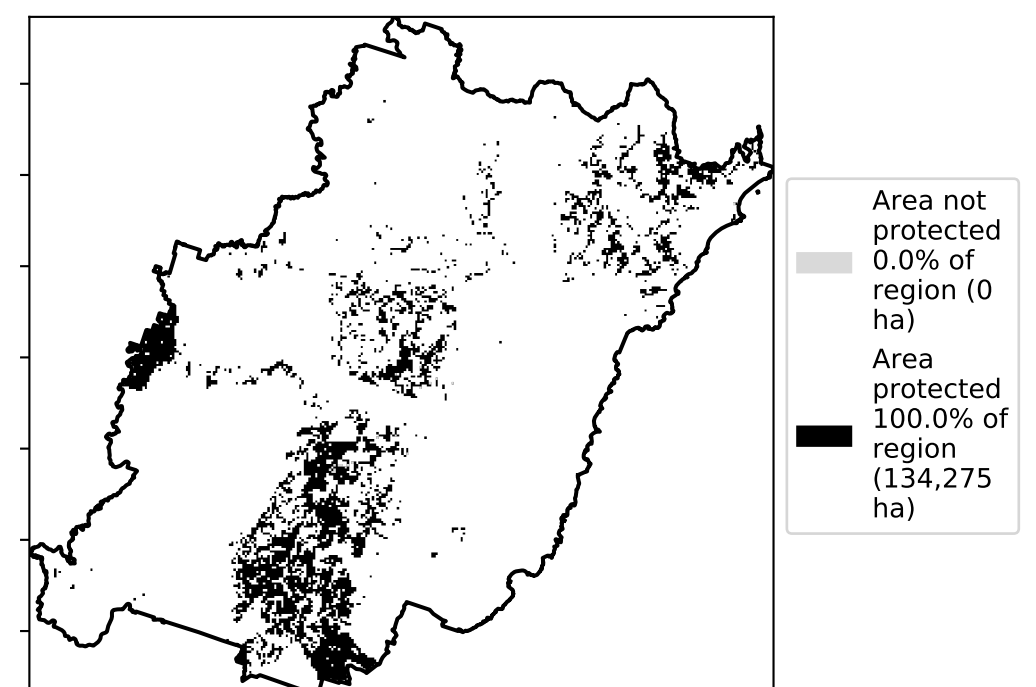 Area not
protected
0.0% of
region (0
ha)
Area
protected
100.0% of
region
(134,275
ha)